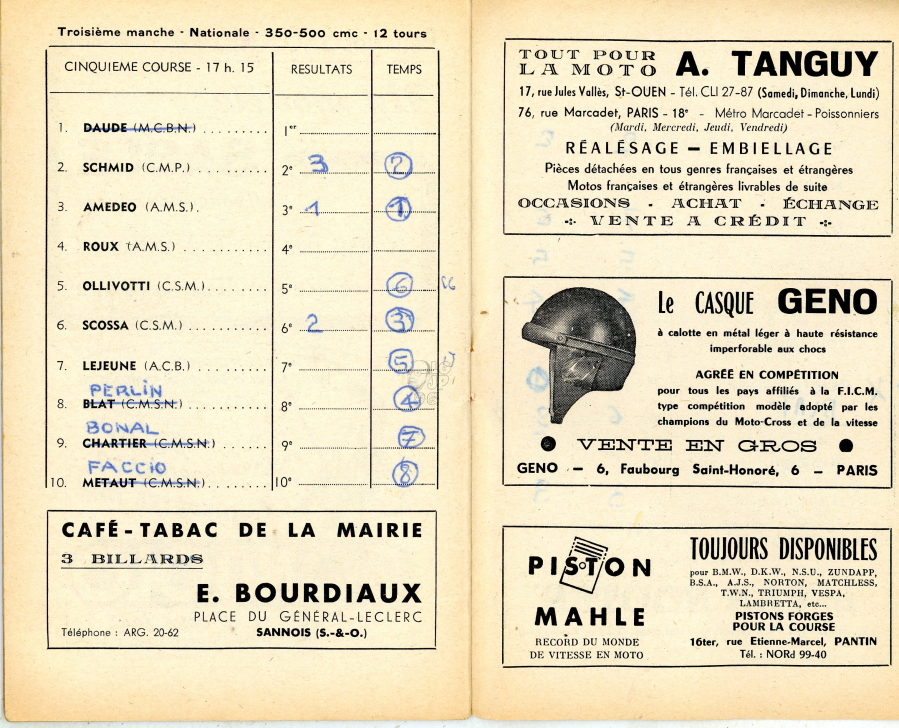 Troisième manche - Nationale - 350-500 cmc - 12 tours
CINQUIEME COURSE - 17 h. 15 RESULTATS TEMPS
1. DAUDE (M.C.B.N.) .......... 1er
2. SCHMID (C.M.P.) ............ 2e 3 2
3. AMEDEO (A.M.S.). 3e 1 1
4. ROUX (A.M.S.) .............. 4e
5. OLLIVOTTI (C.S.M.) .......... 5e 6
6. SCOSSA (C.S.M.) ............ 6e 2 3
7. LEJEUNE (A.C.B.) ............ 7e 5
PERLIN
8. BLAT (C.M.S.N.) ............ 8e 4
BONAL
9. CHARTIER (C.M.S.N.) ........ 9e 7
FACCIO
10. METAUT (C.M.S.N.) .......... 10e 8
CAFÉ-TABAC DE LA MAIRIE
3 BILLARDS
E. BOURDIAUX
PLACE DU GÉNÉRAL-LECLERC
Téléphone : ARG. 20-62 SANNOIS (S.-&-O.)
TOUT POUR LA MOTO A. TANGUY
17, rue Jules Vallès, St-OUEN - Tél. CLI 27-87 (Samedi, Dimanche, Lundi)
76, rue Marcadet, PARIS - 18e - Métro Marcadet - Poissonniers
(Mardi, Mercredi, Jeudi, Vendredi)
RÉALÉSAGE — EMBIELLAGE
Pièces détachées en tous genres françaises et étrangères
Motos françaises et étrangères livrables de suite
OCCASIONS - ACHAT - ÉCHANGE
VENTE A CRÉDIT
Le CASQUE GENO
à calotte en métal léger à haute résistance
imperforable aux chocs
AGRÉE EN COMPÉTITION
pour tous les pays affiliés à la F.I.C.M.
type compétition modèle adopté par les
champions du Moto-Cross et de la vitesse
● VENTE EN GROS ●
GENO — 6, Faubourg Saint-Honoré, 6 — PARIS
PISTON
MAHLE
RECORD DU MONDE
DE VITESSE EN MOTO
TOUJOURS DISPONIBLES
pour B.M.W., D.K.W., N.S.U., ZUNDAPP,
B.S.A., A.J.S., NORTON, MATCHLESS,
T.W.N., TRIUMPH, VESPA,
LAMBRETTA, etc...
PISTONS FORGES
POUR LA COURSE
16ter, rue Etienne-Marcel, PANTIN
Tél. : NORd 99-40